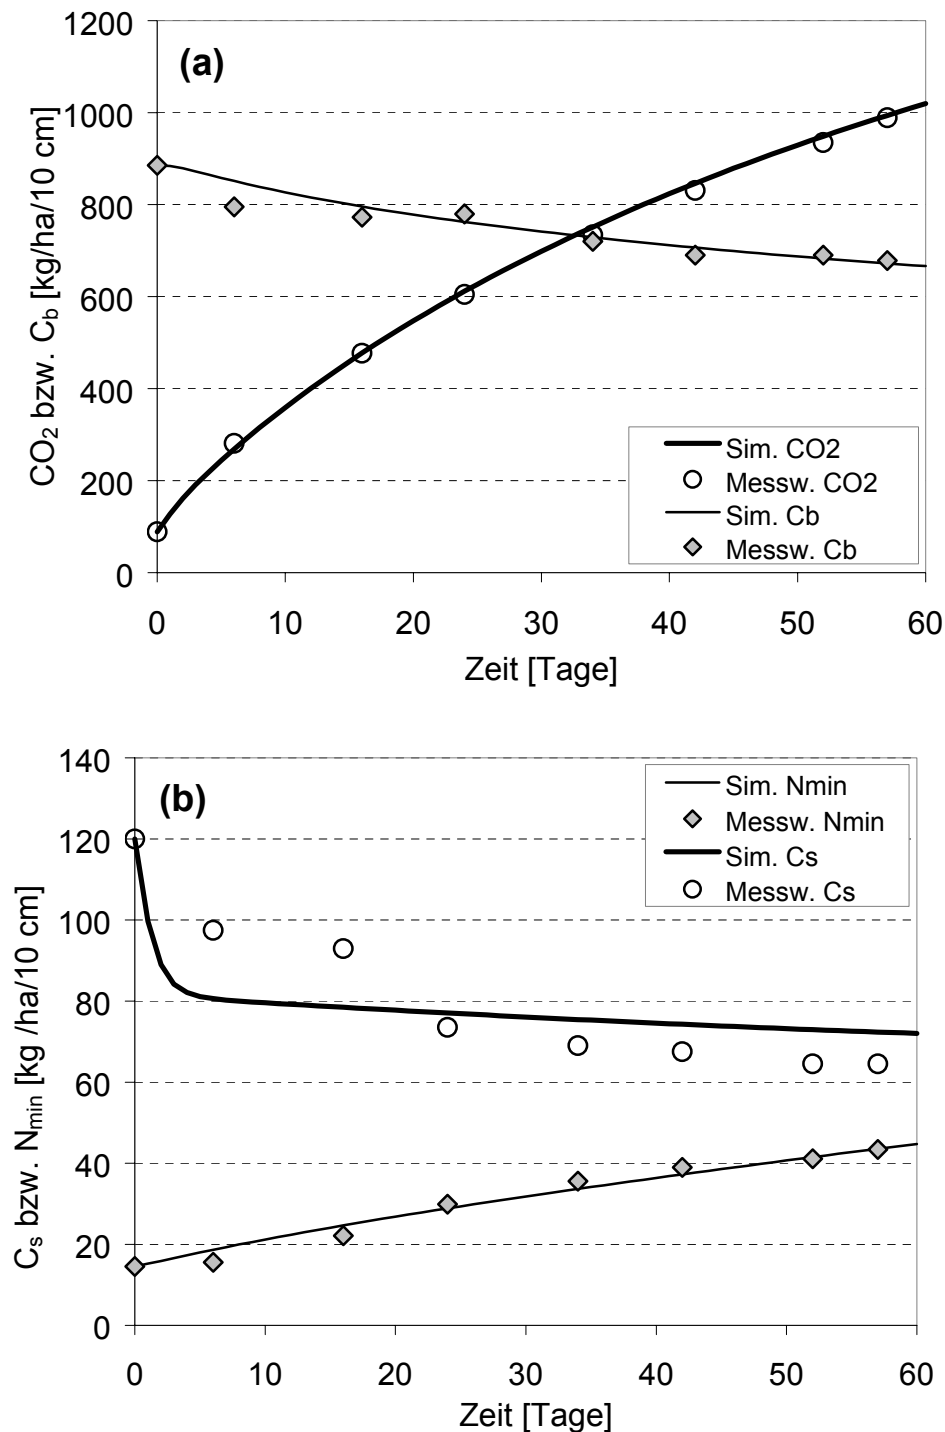 (a)
CO2 bzw. Cb [kg/ha/10 cm]
1200
1000
800
600
400
200
0
Sim. CO2
Messw. CO2
Sim. Cb
Messw. Cb
0 10 20 30 40 50 60
Zeit [Tage]
(b)
Cs bzw. Nmin [kg /ha/10 cm]
140
120
100
80
60
40
20
0
Sim. Nmin
Messw. Nmin
Sim. Cs
Messw. Cs
0 10 20 30 40 50 60
Zeit [Tage]